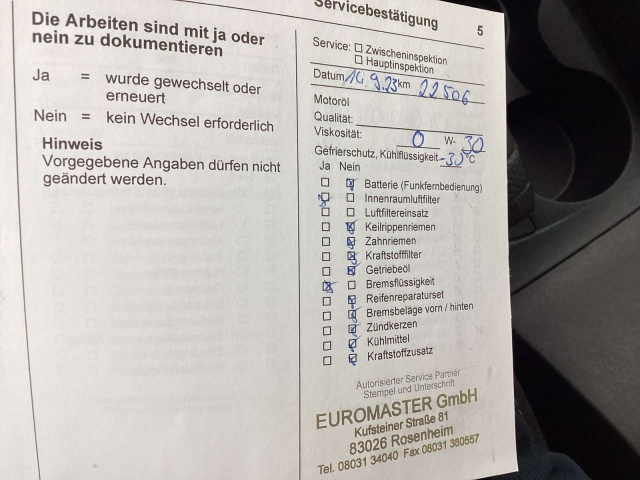 Die Arbeiten sind mit ja oder
nein zu dokumentieren
Ja = wurde gewechselt oder
erneuert
Nein = kein Wechsel erforderlich
Hinweis
Vorgegebene Angaben dürfen nicht
geändert werden.
Servicebestätigung 5
Service: ☐ Zwischeninspektion
☐ Hauptinspektion
Datum 14.9.23 km 22506
Motoröl
Qualität:
Viskosität: 0 W- 30
Gefrierschutz, Kühlflüssigkeit -30 °C
Ja Nein
Batterie (Funkfernbedienung)
Innenraumluftfilter
Luftfiltereinsatz
Keilrippenriemen
Zahnriemen
Kraftstofffilter
Getriebeöl
Bremsflüssigkeit
Reifenreparaturset
Bremsbeläge vorn / hinten
Zündkerzen
Kühlmittel
Kraftstoffzusatz
Autorisierter Service Partner
Stempel und Unterschrift
EUROMASTER GmbH
Kufsteiner Straße 81
83026 Rosenheim
Tel. 08031 34040 Fax 08031 380557